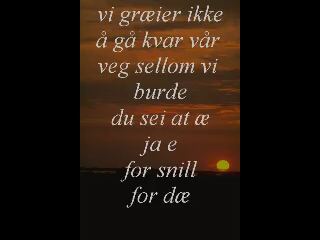 vi græier ikke
å gå kvar vår
veg sellom vi
burde
du sei at æ
ja e
for snill
for dæ